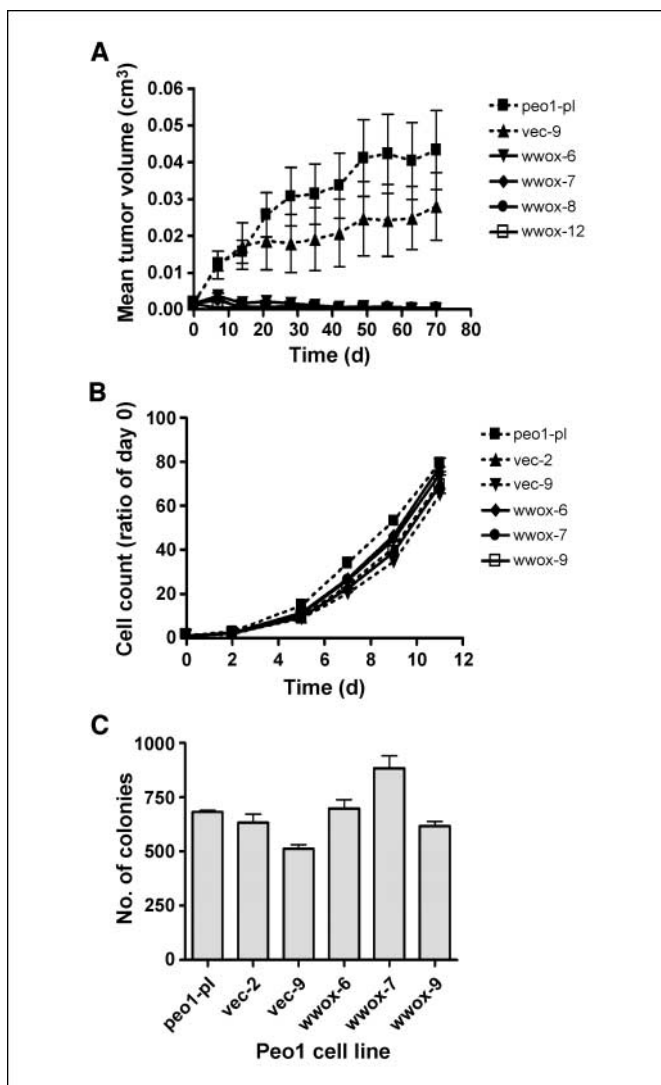 A
Mean tumor volume (cm³)
0.06
0.05
0.04
0.03
0.02
0.01
0.00
0 10 20 30 40 50 60 70 80
Time (d)
peo1-pl
vec-9
wwox-6
wwox-7
wwox-8
wwox-12
B
Cell count (ratio of day 0)
100
80
60
40
20
0
0 2 4 6 8 10 12
Time (d)
peo1-pl
vec-2
vec-9
wwox-6
wwox-7
wwox-9
C
No. of colonies
1000
750
500
250
0
peo1-pl vec-2 vec-9 wwox-6 wwox-7 wwox-9
Peo1 cell line